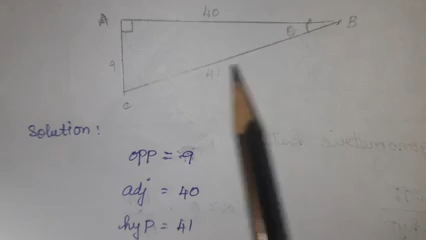 40
A B
θ
9
41
C
Solution:
opp = 9
adj = 40
hyp = 41